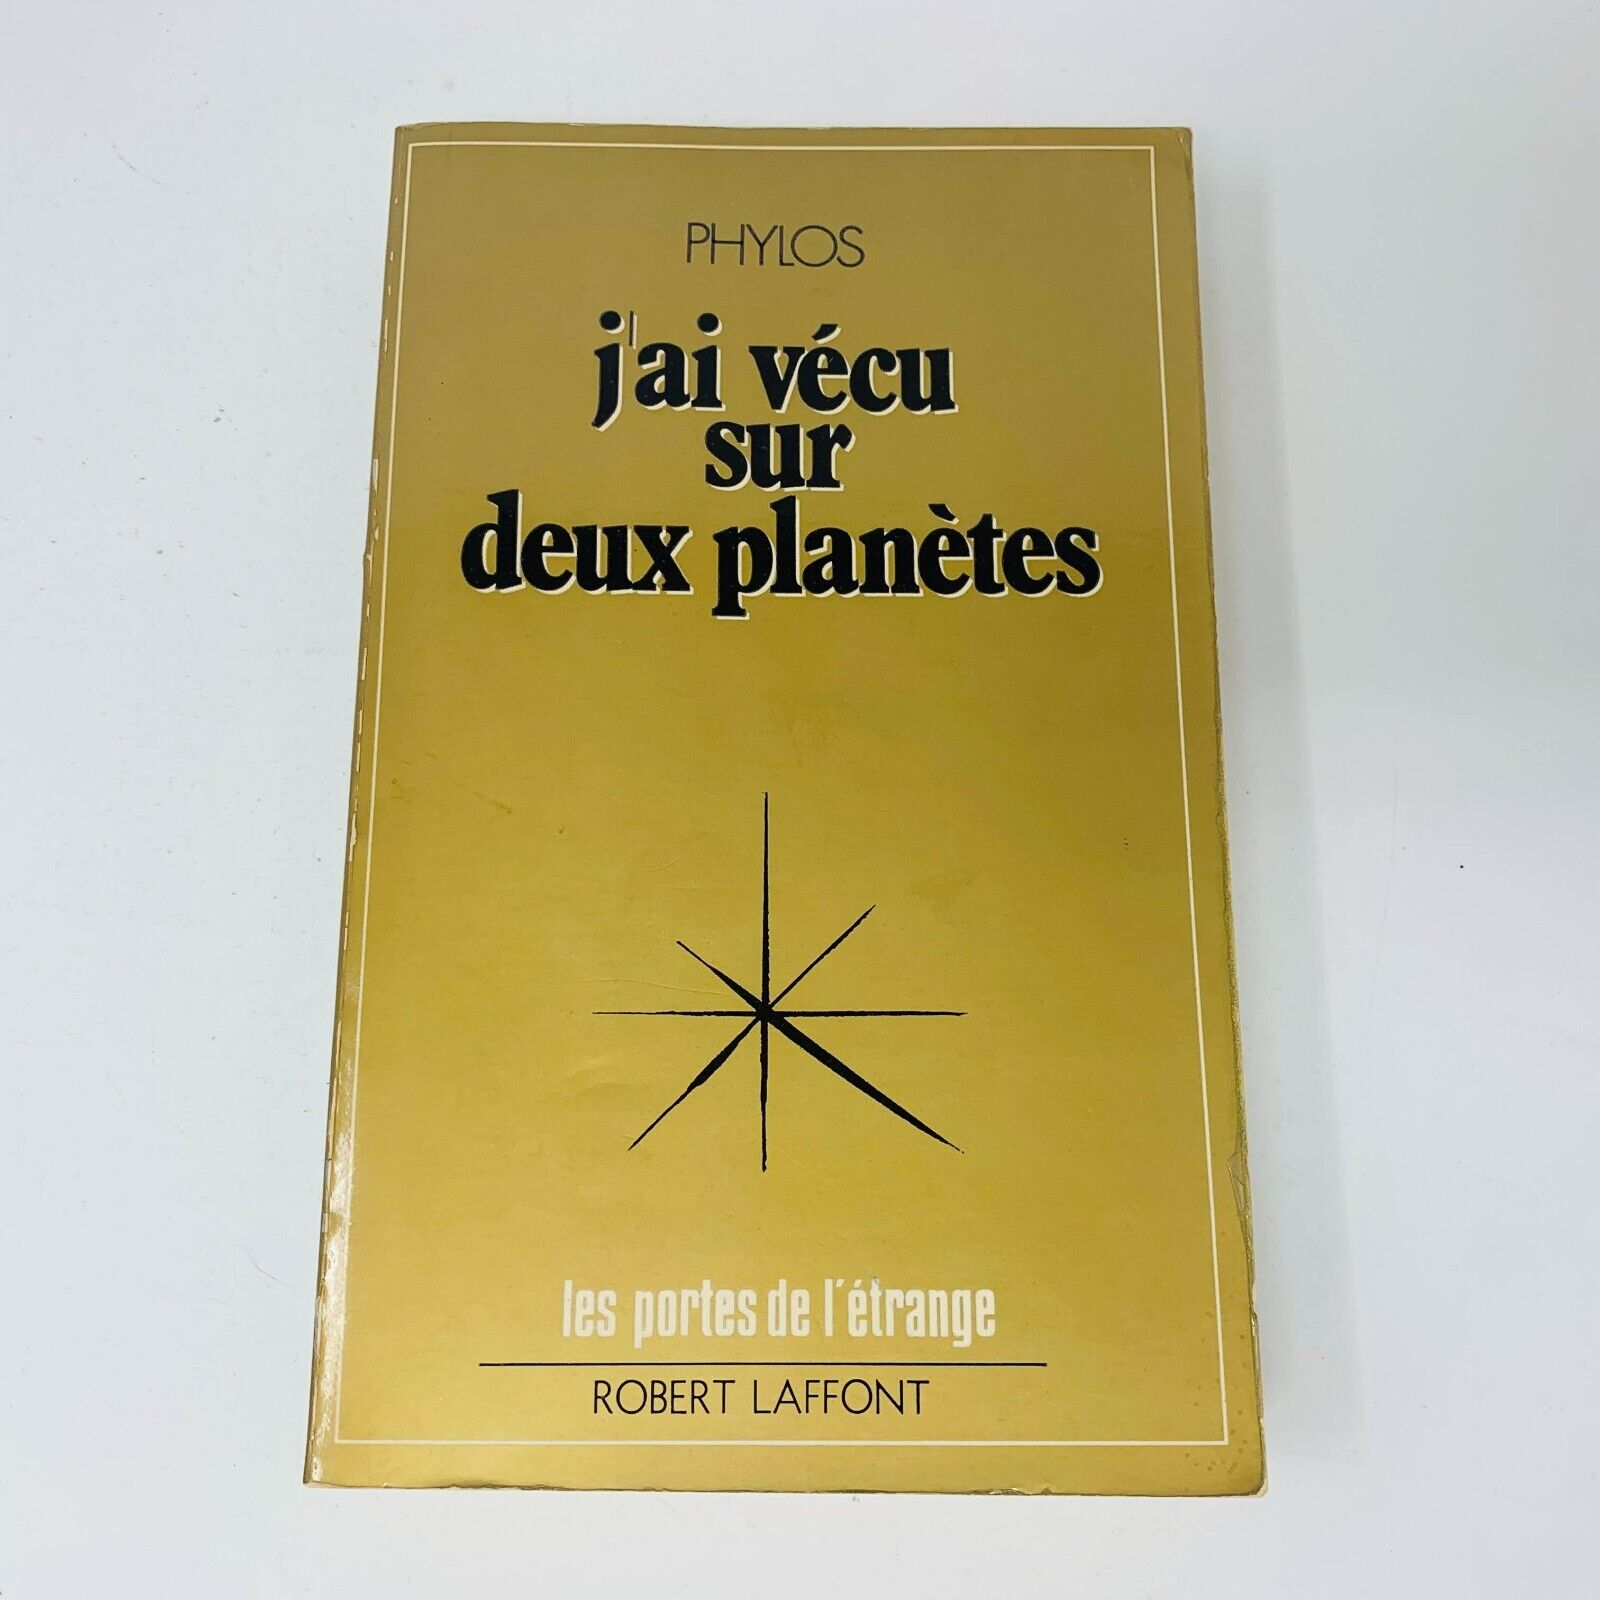 PHYLOS
j'ai vécu
sur
deux planètes
les portes de l'étrange
ROBERT LAFFONT